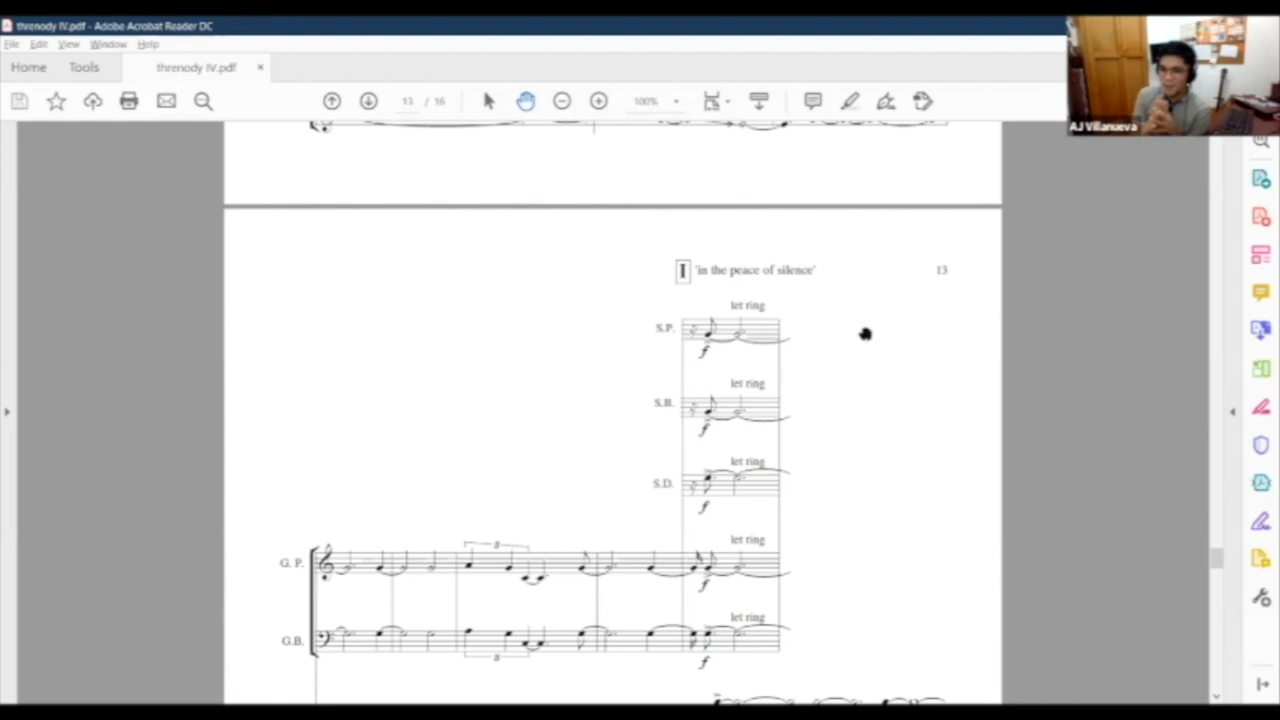 threnody IV.pdf - Adobe Acrobat Reader DC
File Edit View Window Help
Home Tools threnody IV.pdf ×
13 / 16 100%
AJ Villanueva
I 'in the peace of silence' 13
let ring
S.P.
f
let ring
S.B.
f
let ring
S.D.
f
let ring
3
G. P.
f
let ring
G.B.
3
f